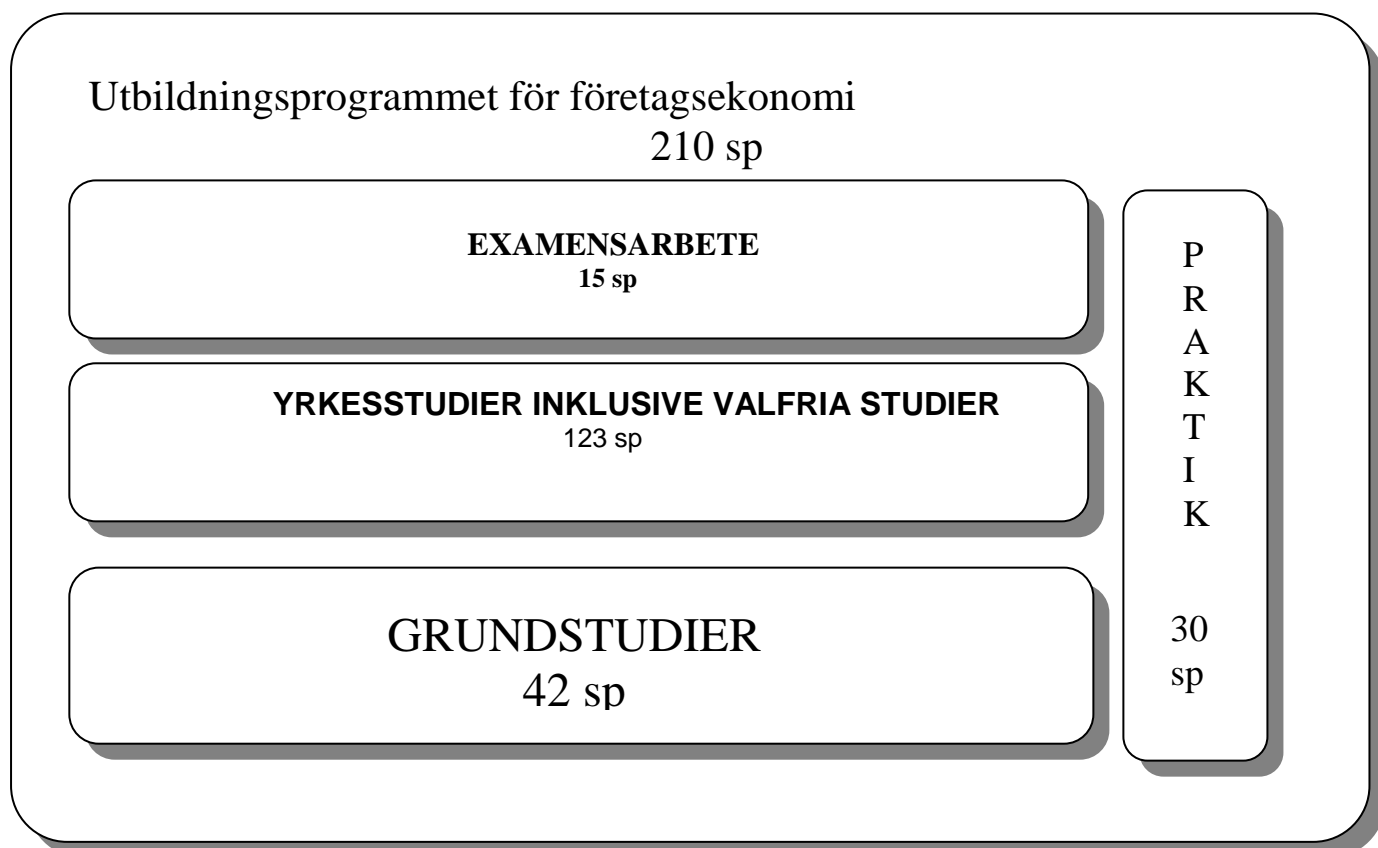 Utbildningsprogrammet för företagsekonomi
210 sp
EXAMENSARBETE
15 sp
YRKESSTUDIER INKLUSIVE VALFRIA STUDIER
123 sp
GRUNDSTUDIER
42 sp
P
R
A
K
T
I
K
30
sp